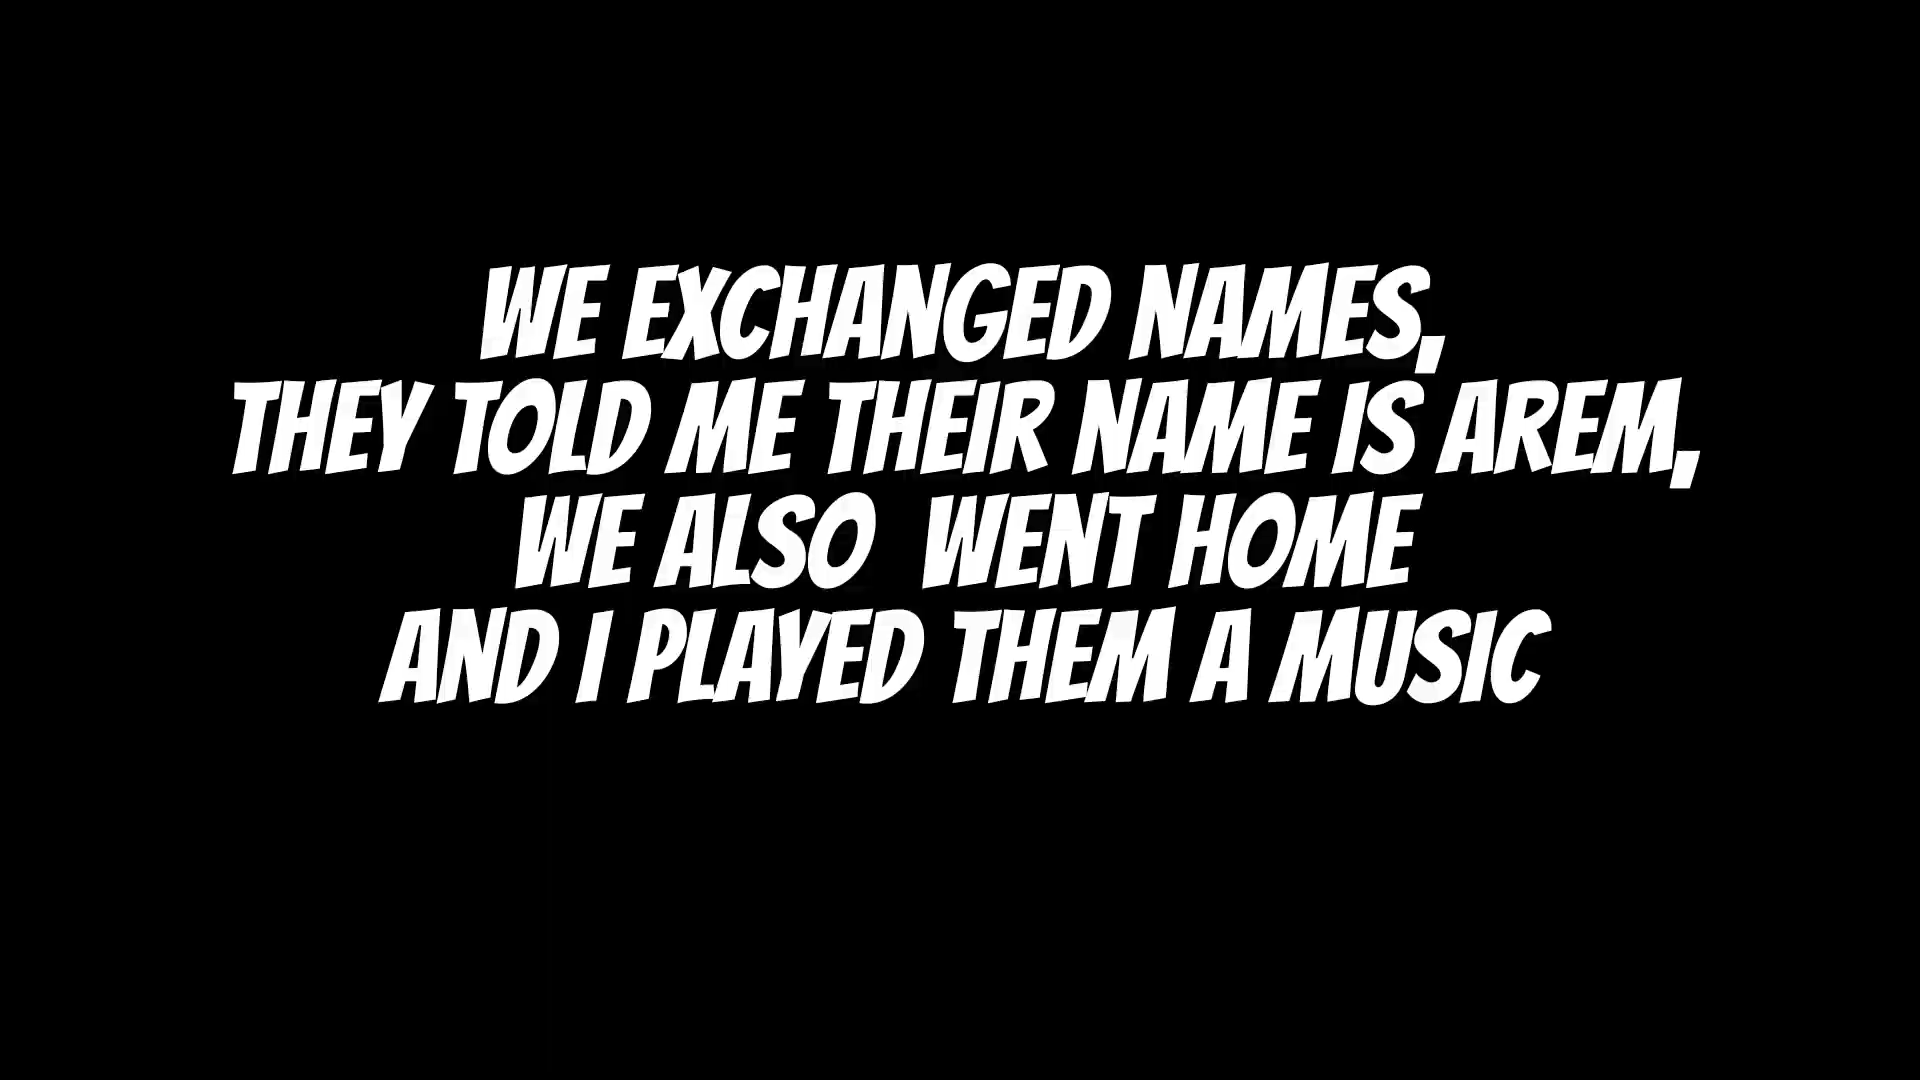 WE EXCHANGED NAMES,
THEY TOLD ME THEIR NAME IS AREM,
WE ALSO  WENT HOME
AND I PLAYED THEM A MUSIC